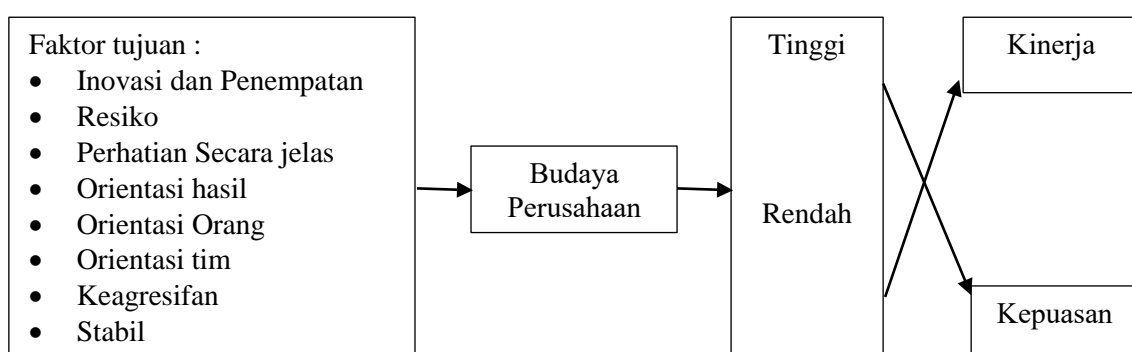 Faktor tujuan :
• Inovasi dan Penempatan
• Resiko
• Perhatian Secara jelas
• Orientasi hasil
• Orientasi Orang
• Orientasi tim
• Keagresifan
• Stabil
Budaya
Perusahaan
Tinggi
Rendah
Kinerja
Kepuasan